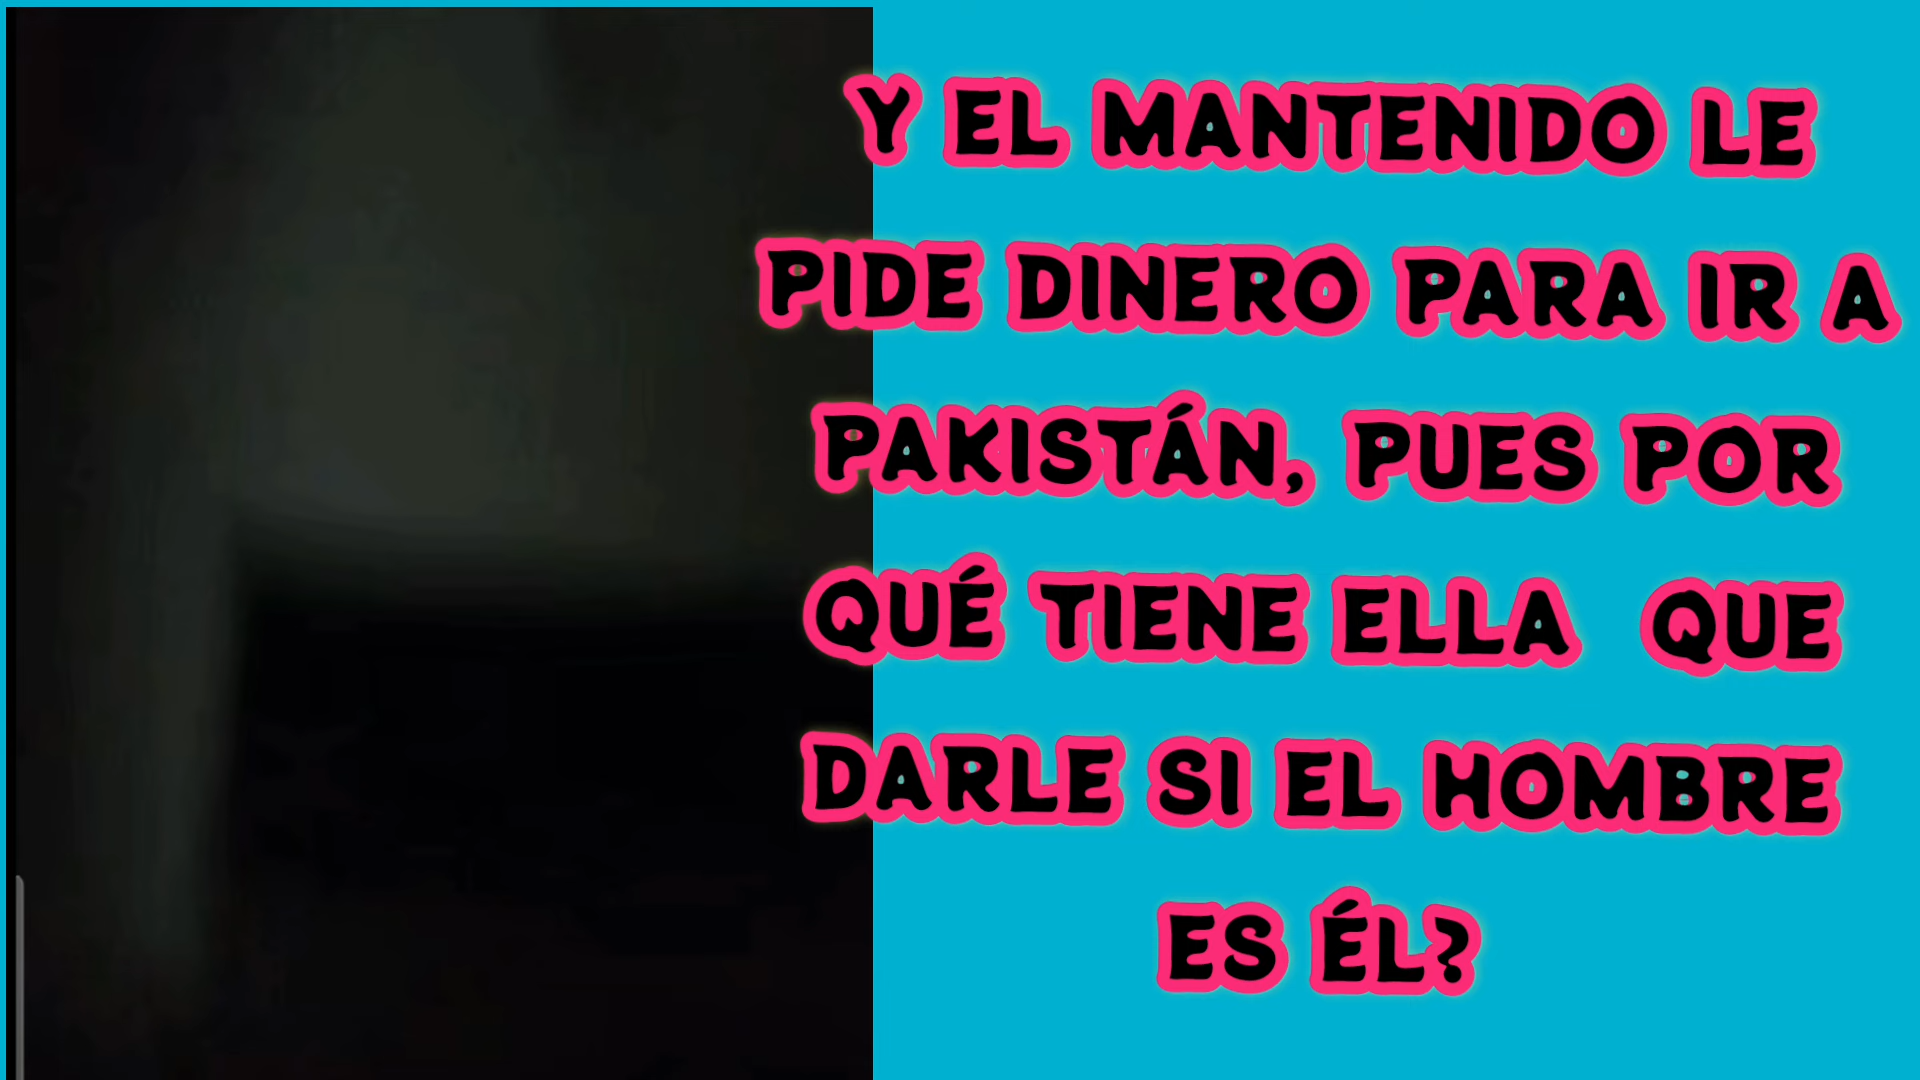 Y EL MANTENIDO LE
PIDE DINERO PARA IR A
PAKISTÁN, PUES POR
QUÉ TIENE ELLA QUE
DARLE SI EL HOMBRE
ES ÉL?